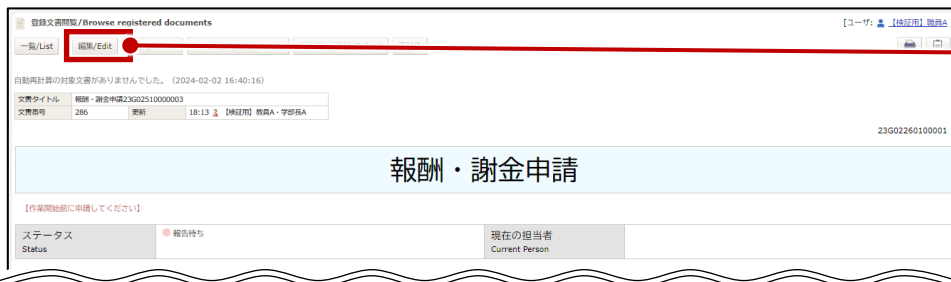 登録文書閲覧/Browse registered documents
[ユーザ: 【検証用】職員A
一覧/List 編集/Edit
自動再計算の対象文書がありませんでした。 (2024-02-02 16:40:16)
文書タイトル 報酬・謝金申請23G02510000003
文書番号 286 更新 18:13 【検証用】教員A・学部長A
23G02260100001
報酬・謝金申請
【作業開始前に申請してください】
ステータス 報告待ち 現在の担当者
Status Current Person